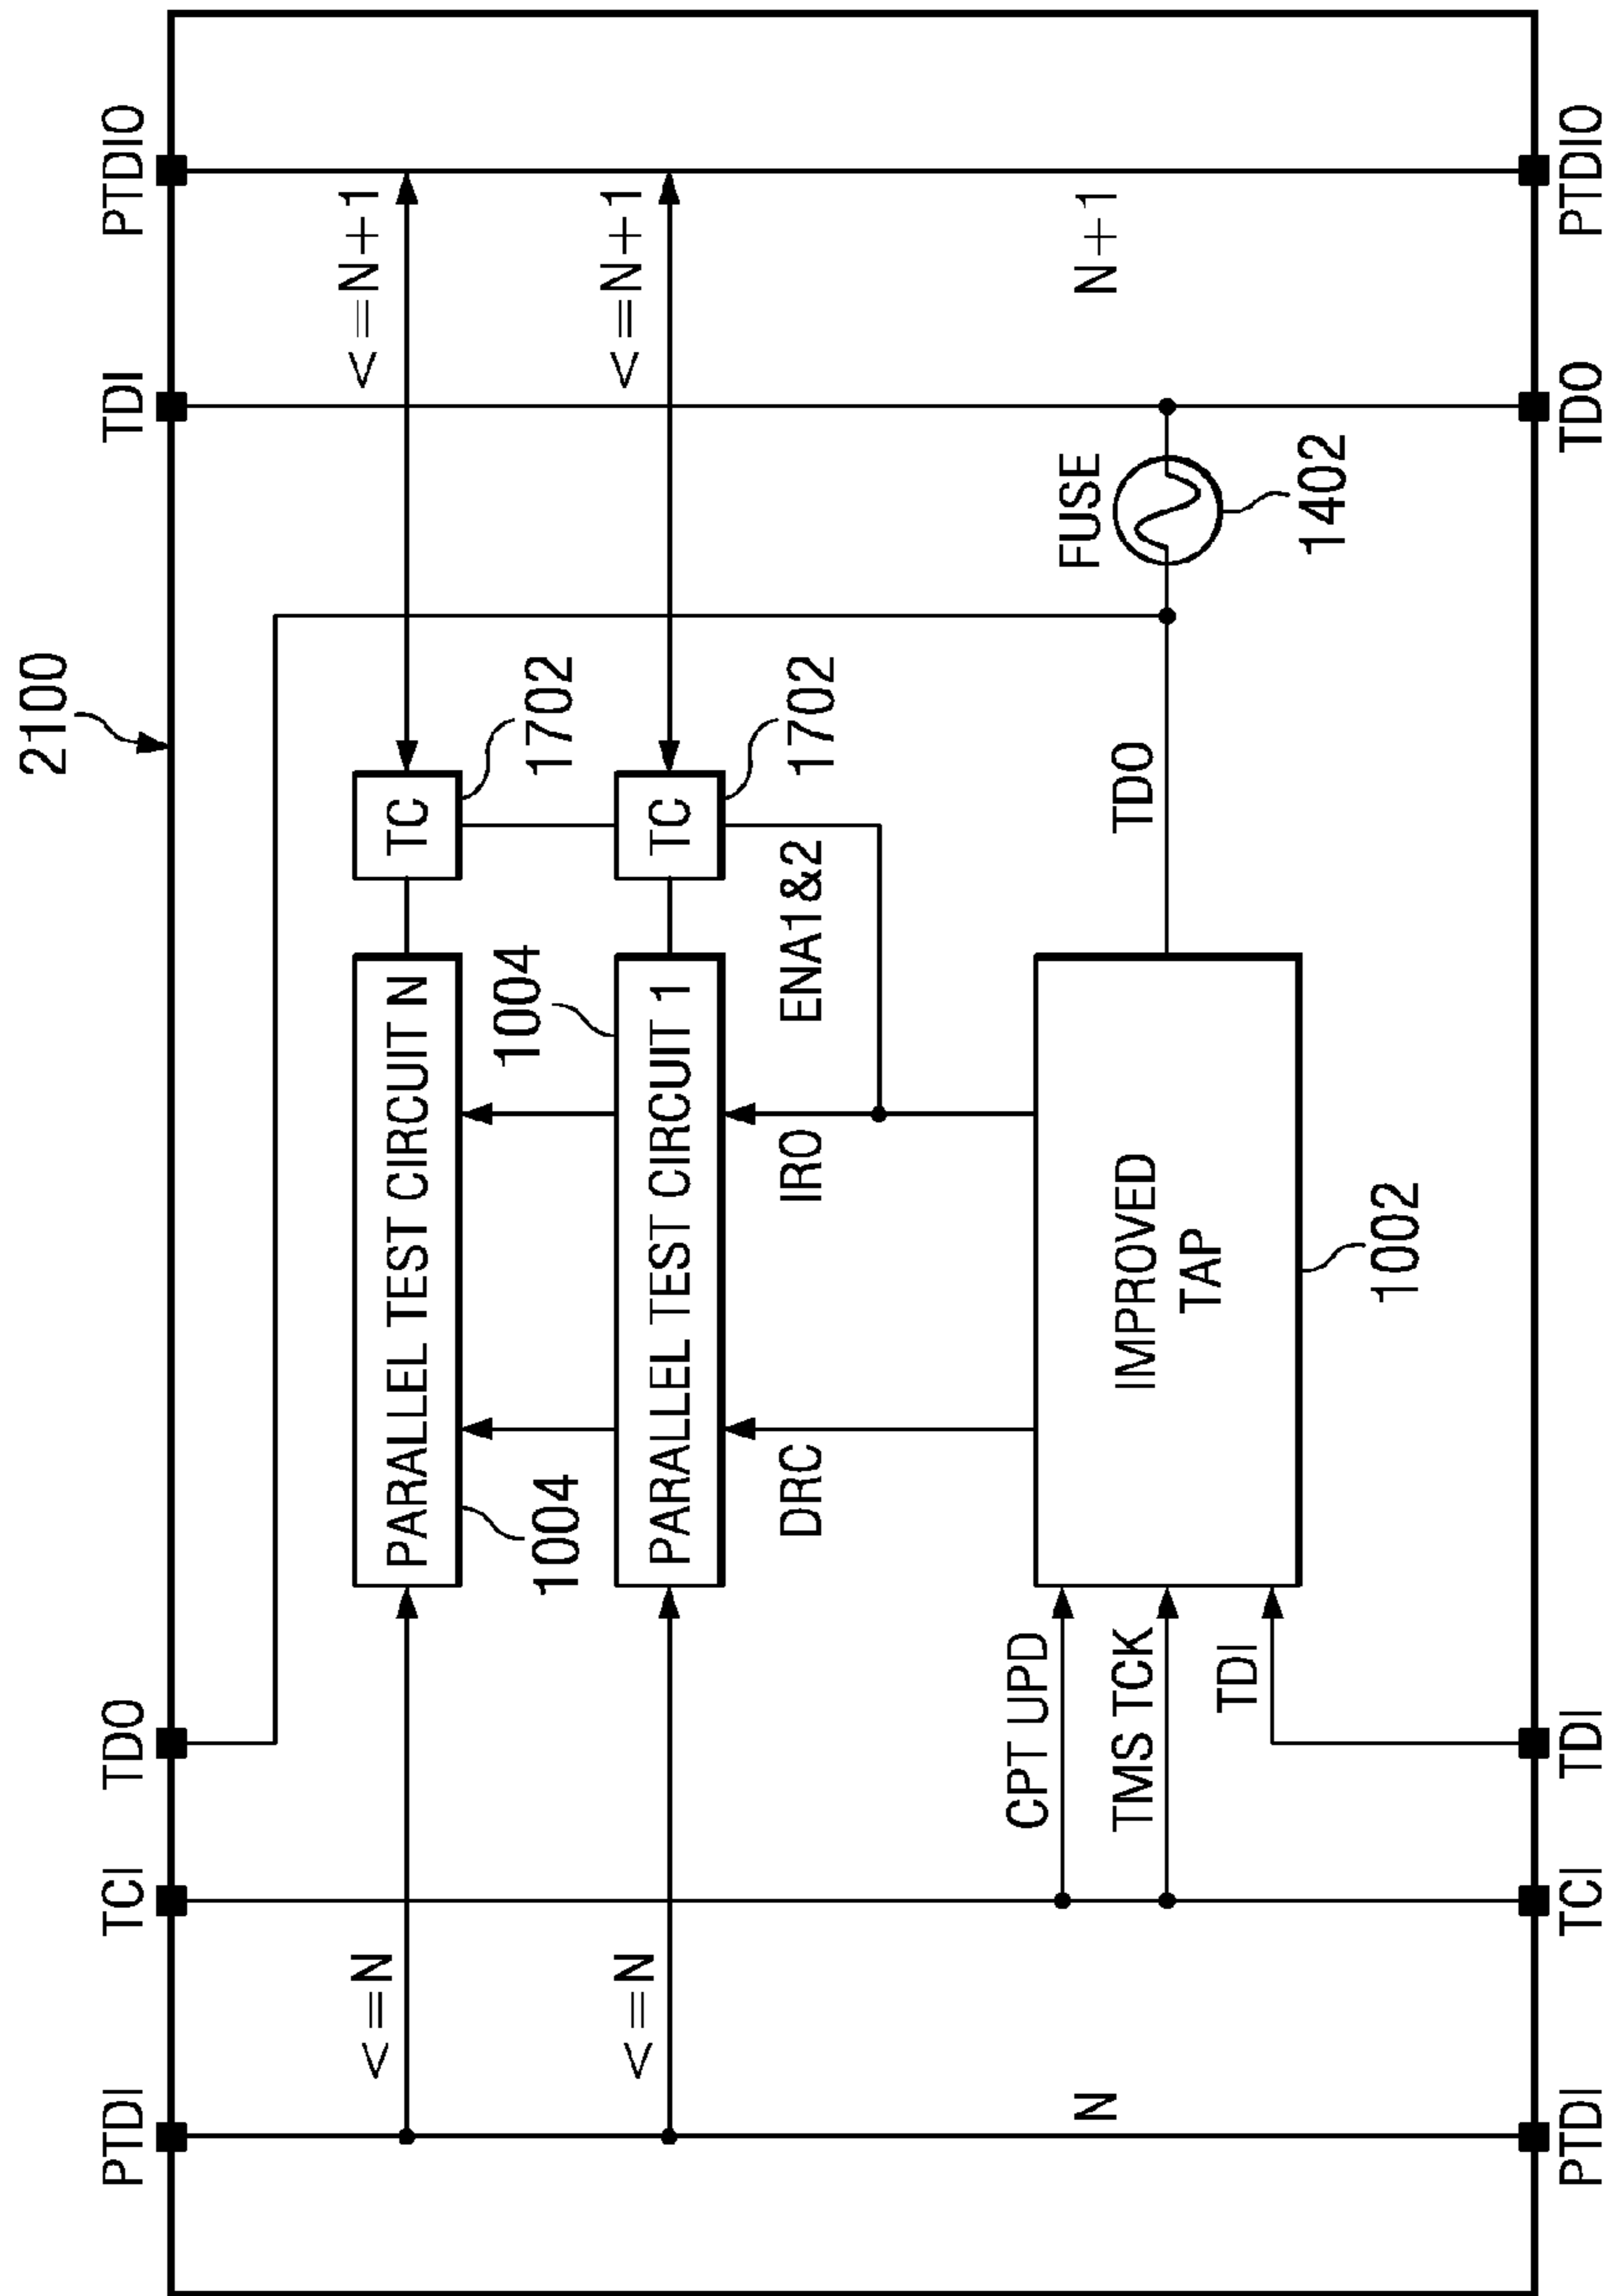 2100
PTDI
TCI
TDO
TDI
PTDIO
<=N
PARALLEL TEST CIRCUIT N
TC
<=N+1
1004
1004
1702
<=N
PARALLEL TEST CIRCUIT 1
TC
<=N+1
DRC
IRO
ENA1&2
1702
CPT UPD
TMS TCK
TDI
IMPROVED
TAP
1002
TDO
FUSE
1402
N
N+1
PTDI
TCI
TDI
TDO
PTDIO